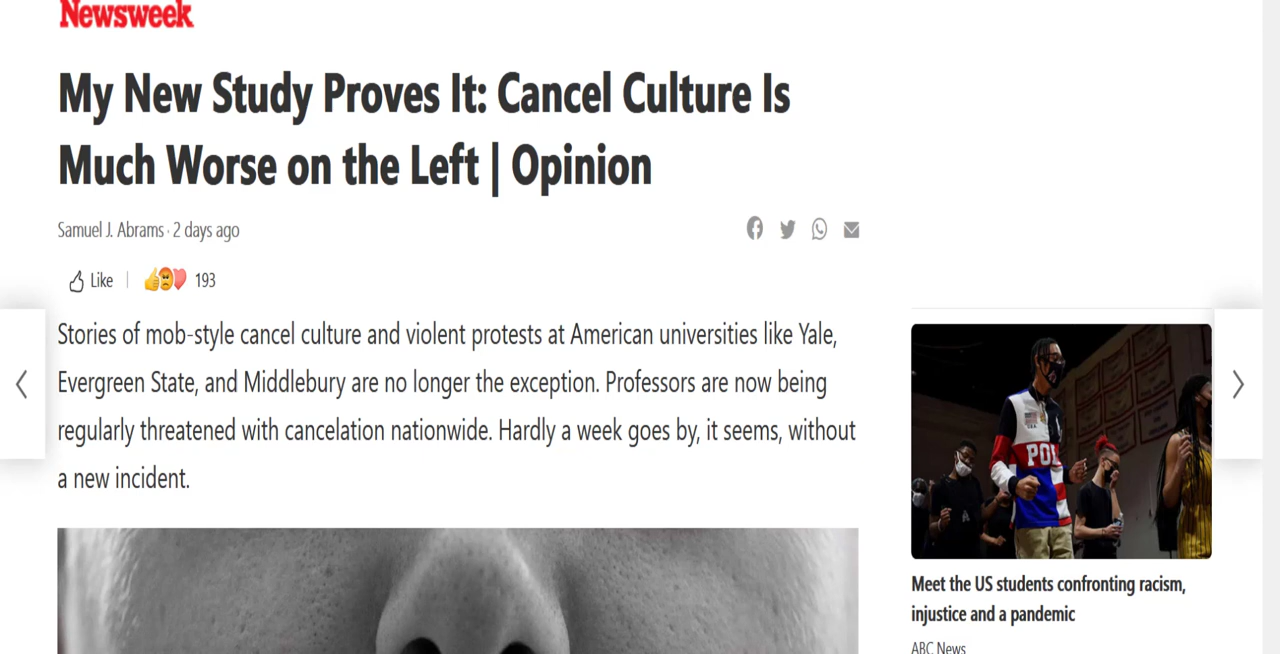 Newsweek
My New Study Proves It: Cancel Culture Is
Much Worse on the Left | Opinion
Samuel J. Abrams · 2 days ago
Like | 193
Stories of mob-style cancel culture and violent protests at American universities like Yale,
Evergreen State, and Middlebury are no longer the exception. Professors are now being
regularly threatened with cancelation nationwide. Hardly a week goes by, it seems, without
a new incident.
POL
Meet the US students confronting racism,
injustice and a pandemic
ABC News